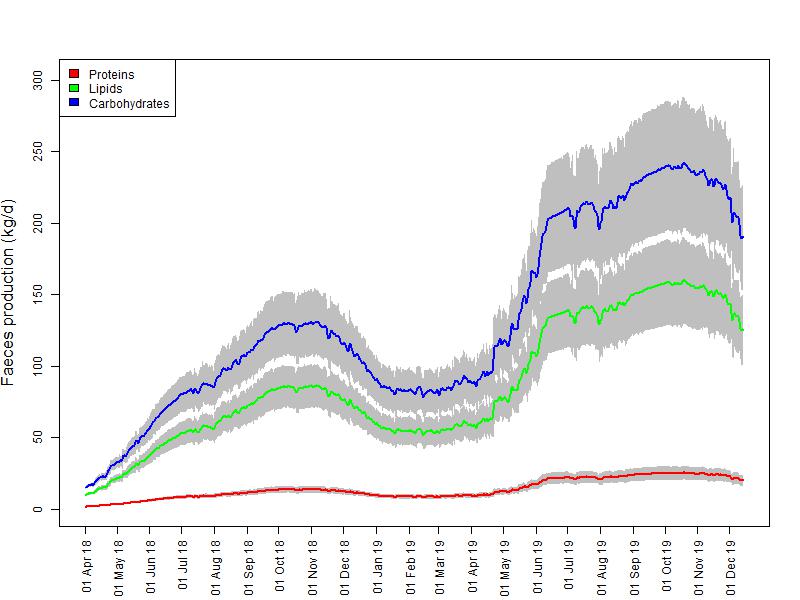 Proteins
Lipids
Carbohydrates
Faeces production (kg/d)
300
250
200
150
100
50
0
01 Apr 18
01 May 18
01 Jun 18
01 Jul 18
01 Aug 18
01 Sep 18
01 Oct 18
01 Nov 18
01 Dec 18
01 Jan 19
01 Feb 19
01 Mar 19
01 Apr 19
01 May 19
01 Jun 19
01 Jul 19
01 Aug 19
01 Sep 19
01 Oct 19
01 Nov 19
01 Dec 19